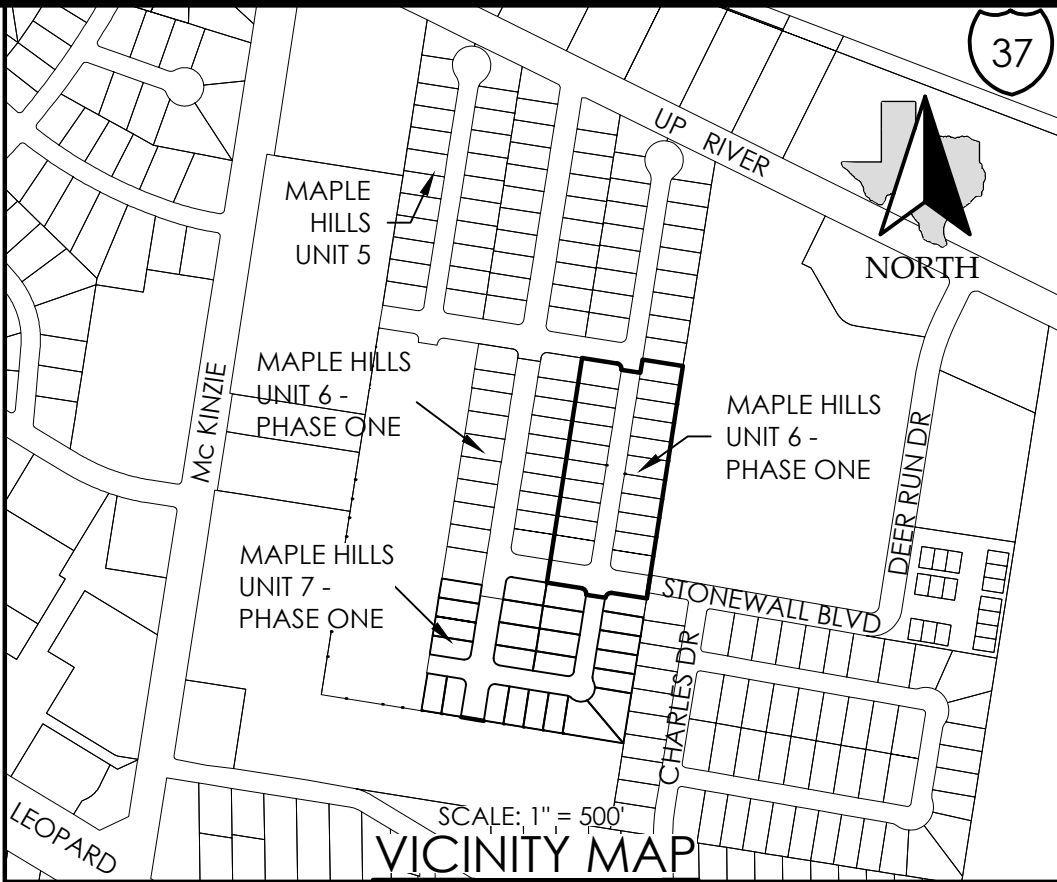 37
UP RIVER
NORTH
MAPLE
HILLS
UNIT 5
MAPLE HILLS
UNIT 6 -
PHASE ONE
MAPLE HILLS
UNIT 6 -
PHASE ONE
Mc KINZIE
DEER RUN DR
MAPLE HILLS
UNIT 7 -
PHASE ONE
STONEWALL BLVD
CHARLES DR
LEOPARD
SCALE: 1" = 500'
VICINITY MAP